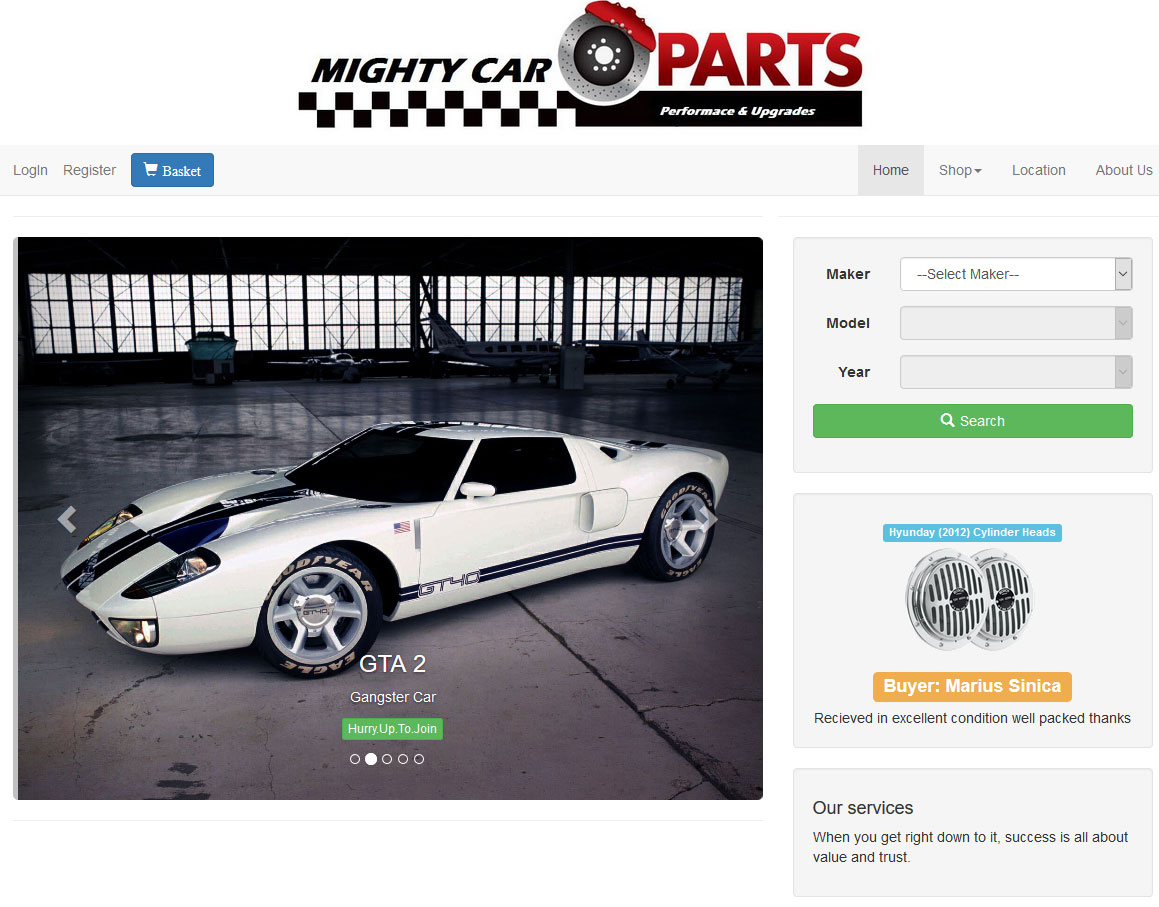 MIGHTY CAR PARTS
Performace & Upgrades
LogIn Register Basket Home Shop Location About Us
Maker --Select Maker--
Model
Year
Search
GOODYEAR
EAGLE
GOODYEAR
EAGLE
GT40
GT40
GTA 2
Gangster Car
Hurry.Up.To.Join
Hyunday (2012) Cylinder Heads
Buyer: Marius Sinica
Recieved in excellent condition well packed thanks
Our services
When you get right down to it, success is all about
value and trust.